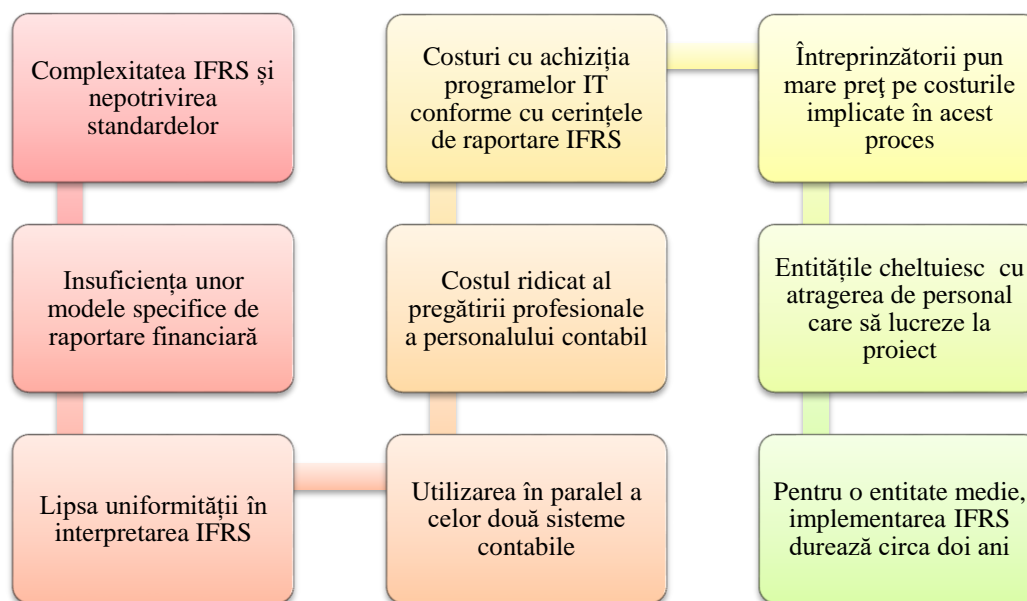 Complexitatea IFRS și
nepotrivirea
standardelor
Insuficiența unor
modele specifice de
raportare financiară
Lipsa uniformității în
interpretarea IFRS
Utilizarea în paralel a
celor două sisteme
contabile
Costul ridicat al
pregătirii profesionale
a personalului contabil
Costuri cu achiziția
programelor IT
conforme cu cerințele
de raportare IFRS
Întreprinzătorii pun
mare preţ pe costurile
implicate în acest
proces
Entitățile cheltuiesc cu
atragerea de personal
care să lucreze la
proiect
Pentru o entitate medie,
implementarea IFRS
durează circa doi ani